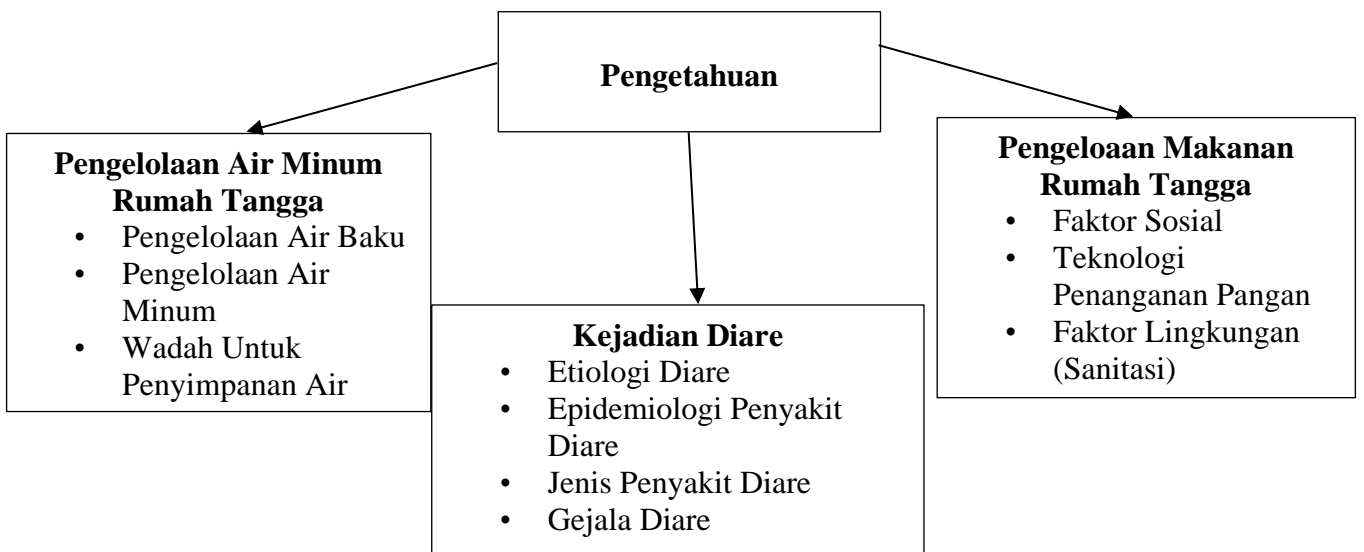 Pengetahuan
Pengelolaan Air Minum
Rumah Tangga
• Pengelolaan Air Baku
• Pengelolaan Air
Minum
• Wadah Untuk
Penyimpanan Air
Kejadian Diare
• Etiologi Diare
• Epidemiologi Penyakit
Diare
• Jenis Penyakit Diare
• Gejala Diare
Pengeloaan Makanan
Rumah Tangga
• Faktor Sosial
• Teknologi
Penanganan Pangan
• Faktor Lingkungan
(Sanitasi)